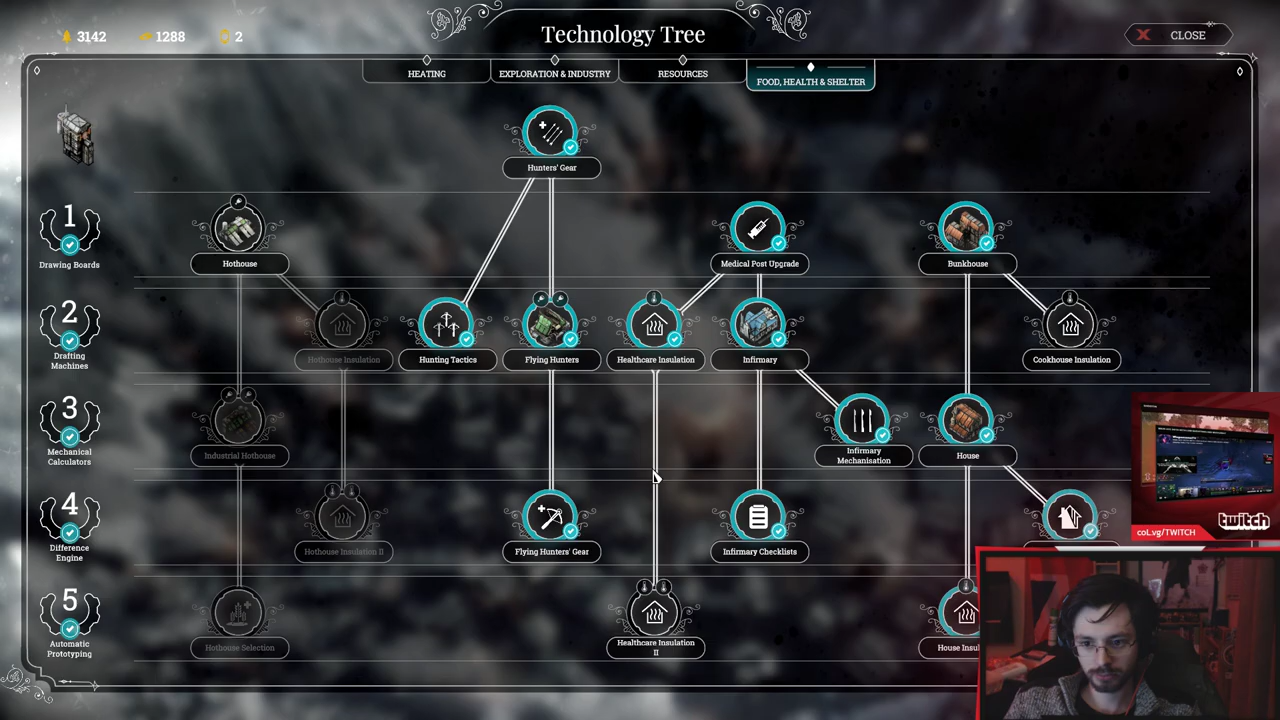 3142
1288
2
Technology Tree
CLOSE
HEATING
EXPLORATION & INDUSTRY
RESOURCES
FOOD, HEALTH & SHELTER
Hunters' Gear
1
Drawing Boards
Hothouse
Medical Post Upgrade
Bunkhouse
2
Drafting
Machines
Hothouse Insulation
Hunting Tactics
Flying Hunters
Healthcare Insulation
Infirmary
Cookhouse Insulation
3
Mechanical
Calculators
Industrial Hothouse
Infirmary
Mechanisation
House
4
Difference
Engine
Hothouse Insulation II
Flying Hunters' Gear
Infirmary Checklists
5
Automatic
Prototyping
Hothouse Selection
Healthcare Insulation
II
House Insul
twitch
coL.vg/TWITCH